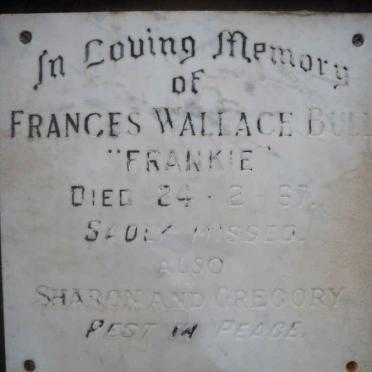 In Loving Memory
of
FRANCES WALLACE BULL
"FRANKIE"
DIED 24 · 2 - 67.
SADLY MISSED.
ALSO
SHARON AND GREGORY
REST IN PEACE.